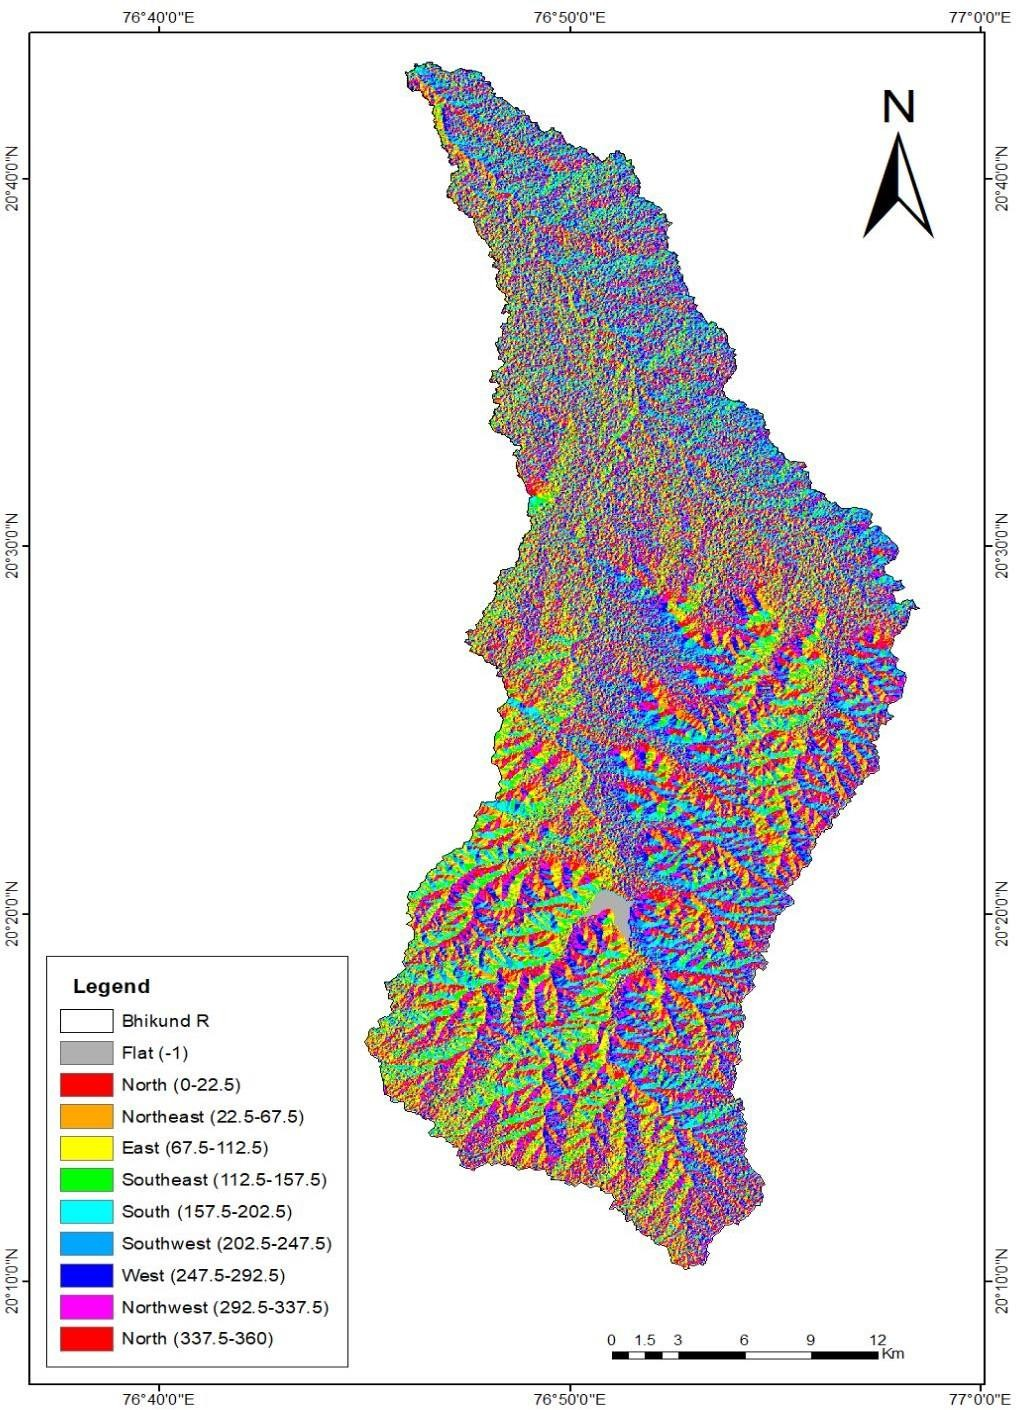 76°40'0"E 76°50'0"E 77°0'0"E
N
20°40'0"N 20°40'0"N
20°30'0"N 20°30'0"N
20°20'0"N 20°20'0"N
Legend
Bhikund R
Flat (-1)
North (0-22.5)
Northeast (22.5-67.5)
East (67.5-112.5)
Southeast (112.5-157.5)
South (157.5-202.5)
Southwest (202.5-247.5)
West (247.5-292.5)
Northwest (292.5-337.5)
North (337.5-360)
20°10'0"N 20°10'0"N
0 1.5 3 6 9 12
Km
76°40'0"E 76°50'0"E 77°0'0"E